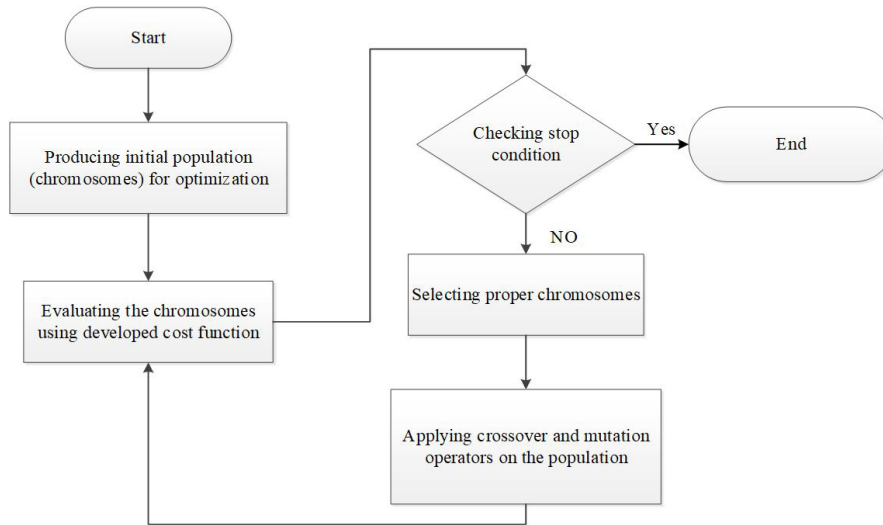 Start
Producing initial population
(chromosomes) for optimization
Evaluating the chromosomes
using developed cost function
Checking stop
condition
Yes
End
NO
Selecting proper chromosomes
Applying crossover and mutation
operators on the population